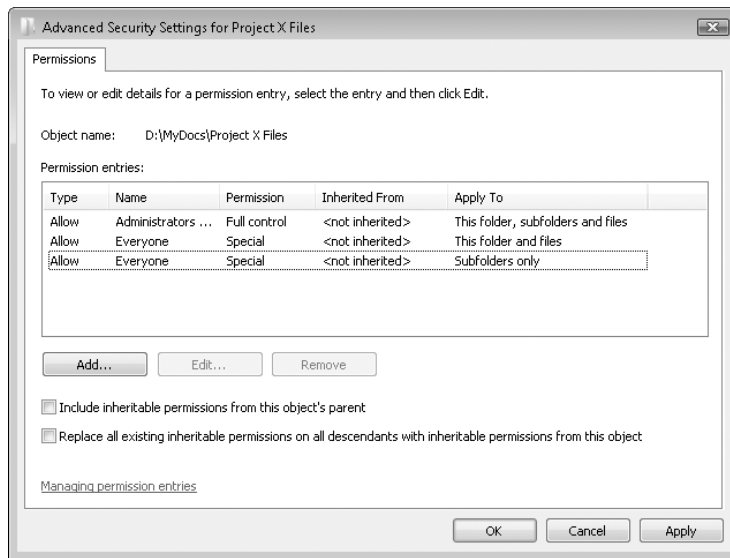 Advanced Security Settings for Project X Files
Permissions
To view or edit details for a permission entry, select the entry and then click Edit.
Object name: D:\MyDocs\Project X Files
Permission entries:
Type Name Permission Inherited From Apply To
Allow Administrators ... Full control <not inherited> This folder, subfolders and files
Allow Everyone Special <not inherited> This folder and files
Allow Everyone Special <not inherited> Subfolders only
Add... Edit... Remove
Include inheritable permissions from this object's parent
Replace all existing inheritable permissions on all descendants with inheritable permissions from this object
Managing permission entries
OK Cancel Apply